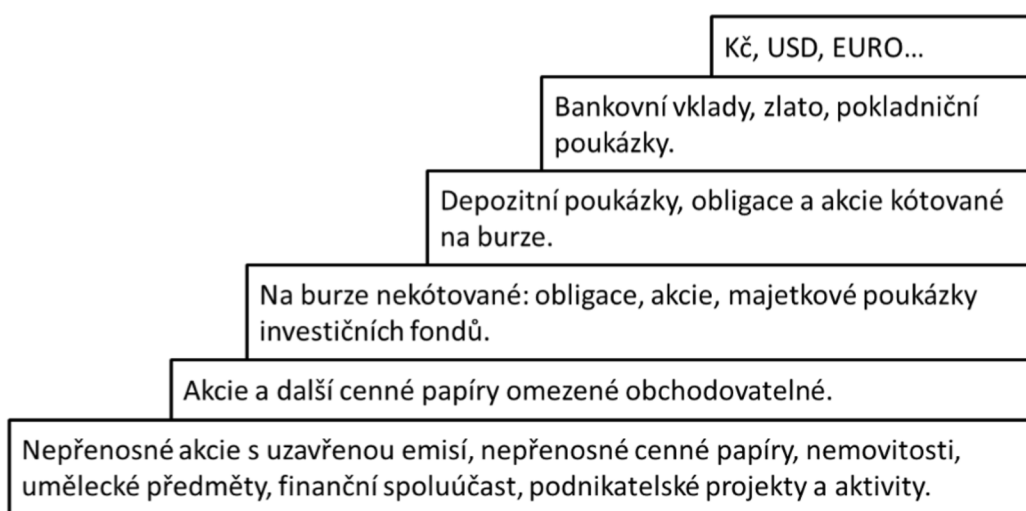 Kč, USD, EURO...
Bankovní vklady, zlato, pokladniční
poukázky.
Depozitní poukázky, obligace a akcie kótované
na burze.
Na burze nekótované: obligace, akcie, majetkové poukázky
investičních fondů.
Akcie a další cenné papíry omezené obchodovatelné.
Nepřenosné akcie s uzavřenou emisí, nepřenosné cenné papíry, nemovitosti,
umělecké předměty, finanční spoluúčast, podnikatelské projekty a aktivity.